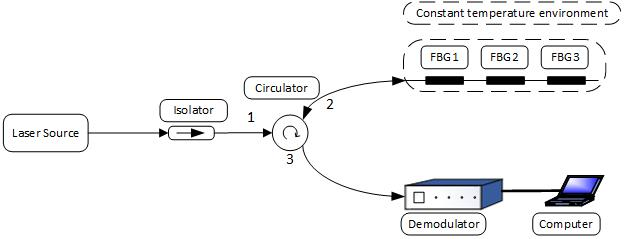 Constant temperature environment
FBG1 FBG2 FBG3
Circulator
Isolator
2
1
Laser Source
3
Demodulator Computer